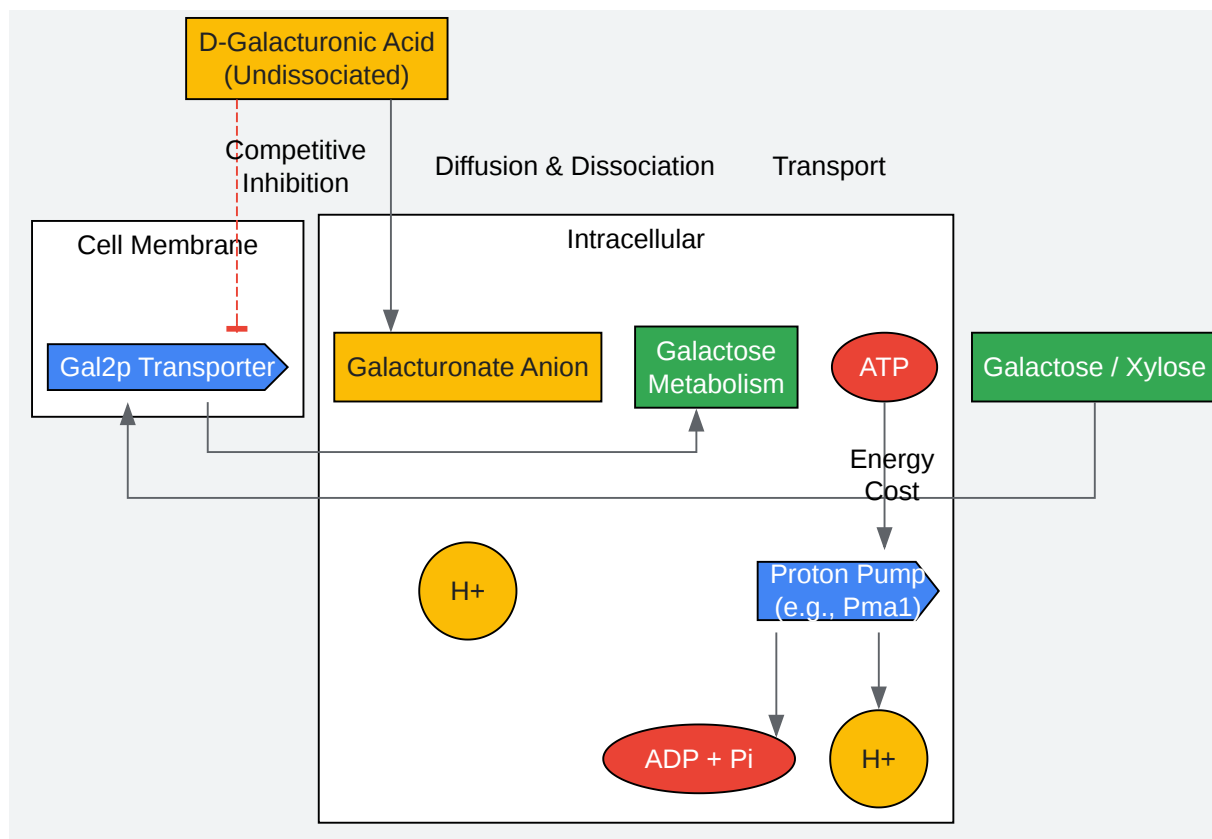 D-Galacturonic Acid
(Undissociated)
Competitive
Inhibition
Diffusion & Dissociation
Transport
Cell Membrane
Intracellular
Gal2p Transporter
Galacturonate Anion
Galactose
Metabolism
ATP
Galactose / Xylose
Energy
Cost
H+
Proton Pump
(e.g., Pma1)
ADP + Pi
H+